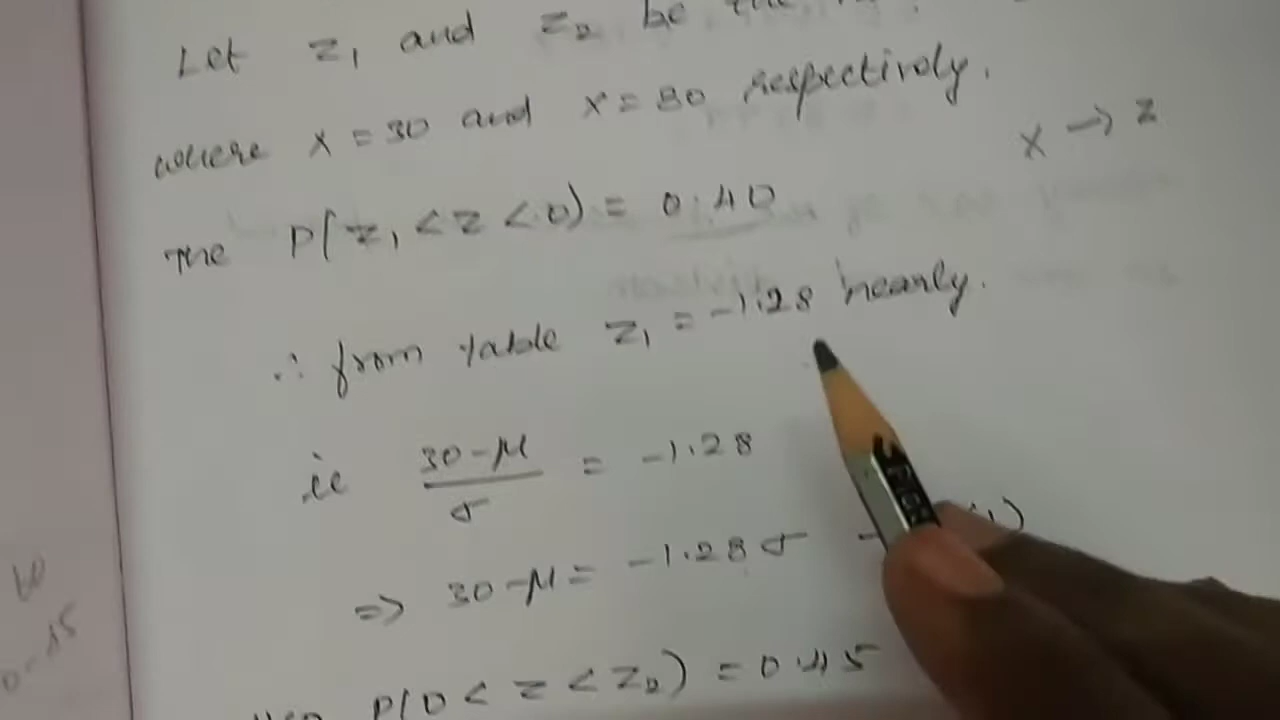 Let z₁ and z₂ be the
where x = 30 and x = 80 respectively.
x → z
The P(z₁ < z < 0) = 0.40
∴ from table z₁ = -1.28 nearly.
ie (30-μ)/σ = -1.28
⇒ 30-μ = -1.28σ
P(0 < z < z₂) = 0.45